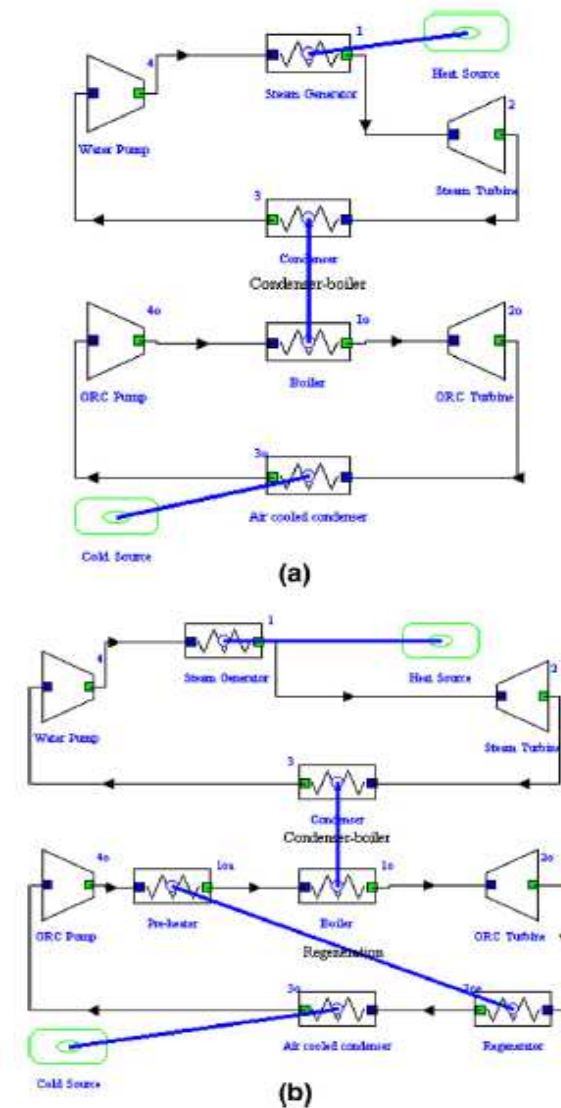 1
Heat Source
4
Steam Generator
Water Pump
2
Steam Turbine
3
Condenser
Condenser-boiler
4o
1o
2o
ORC Pump
Boiler
ORC Turbine
3o
Air cooled condenser
Cold Source
(a)
1
4
Steam Generator
Heat Source
2
Water Pump
Steam Turbine
3
Condenser
Condenser-boiler
4o
1o
2o
ORC Pump
Pre-heater
Boiler
ORC Turbine
Regeneration
3o
Air cooled condenser
Regenerator
Cold Source
(b)